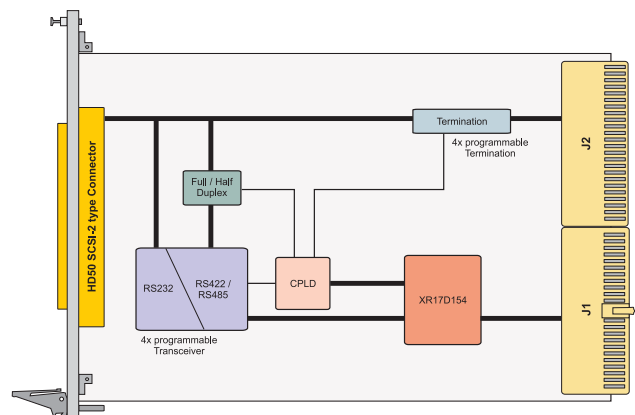 HD50 SCSI-2 type Connector
Termination
4x programmable
Termination
J2
Full / Half
Duplex
RS232
RS422 /
RS485
CPLD
XR17D154
J1
4x programmable
Transceiver